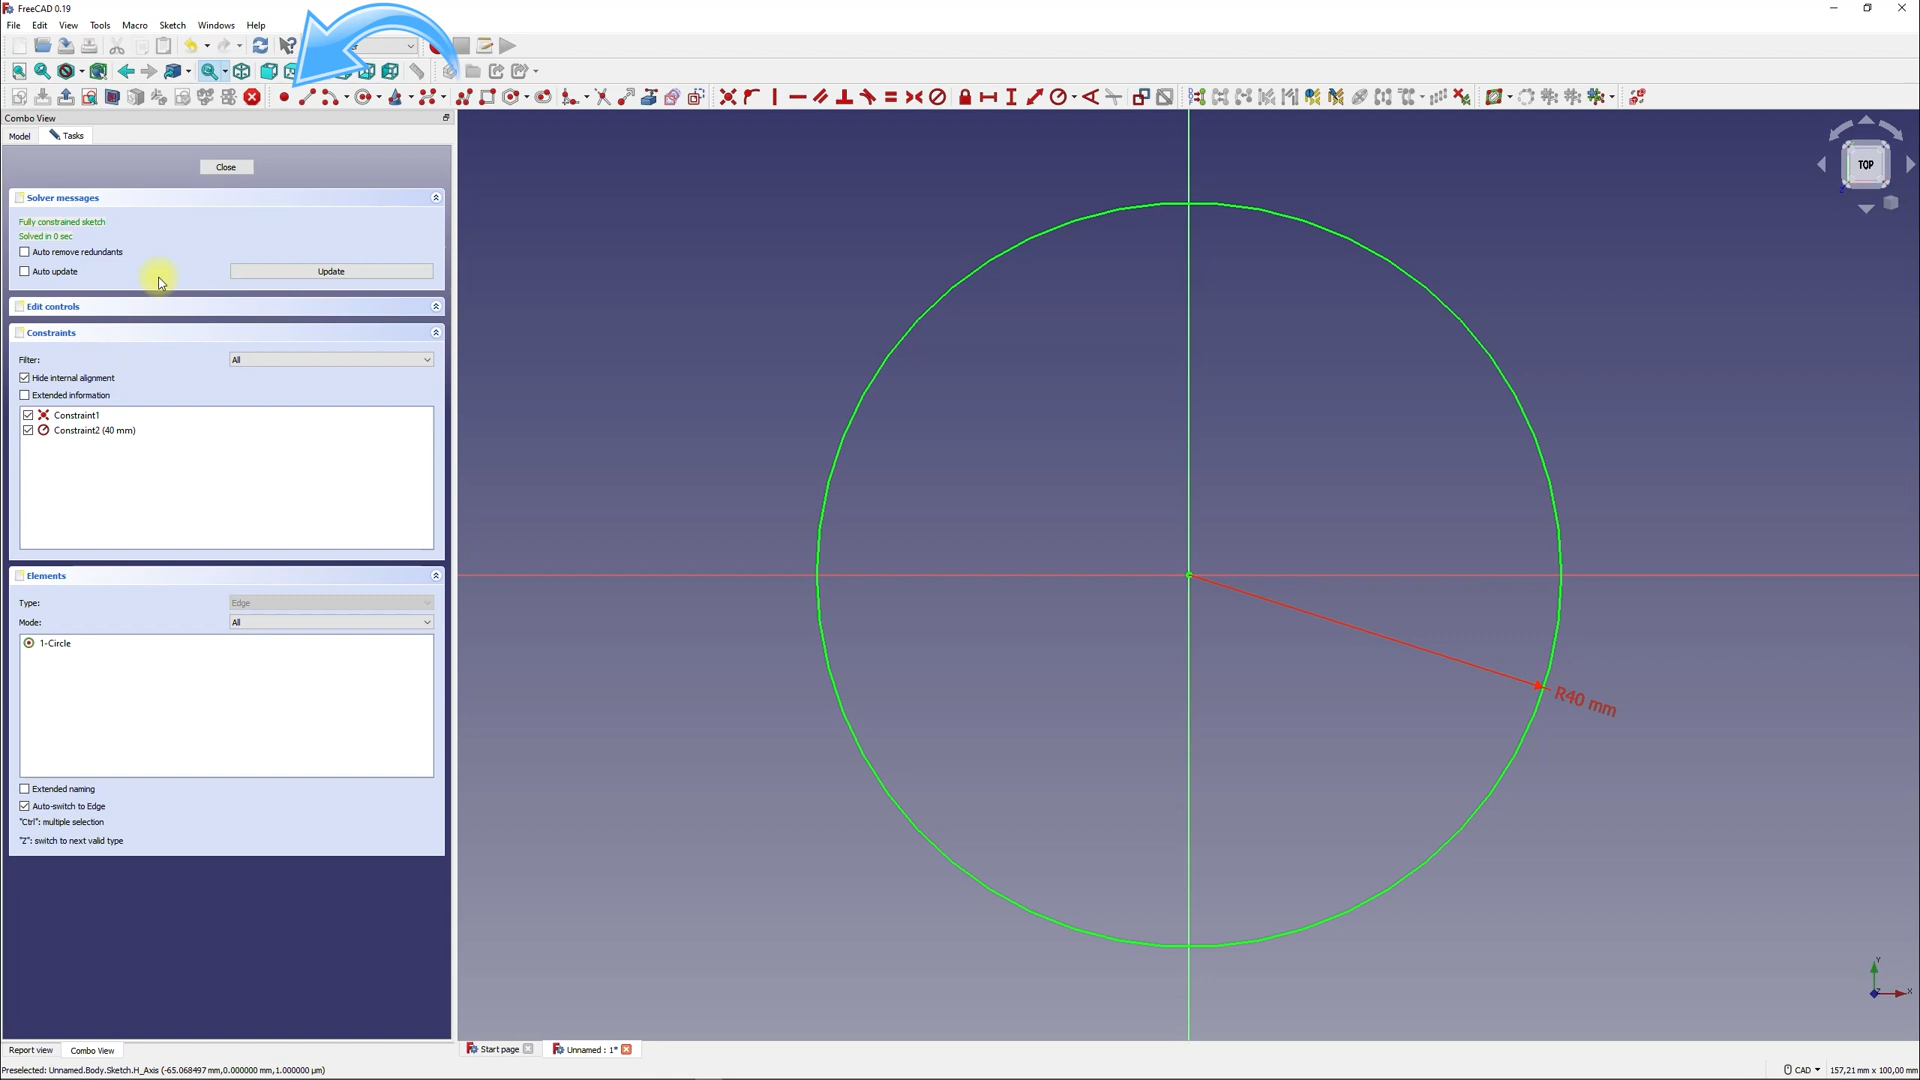 FreeCAD 0.19
File Edit View Tools Macro Sketch Windows Help
Combo View
Model Tasks
Close
Solver messages
Fully constrained sketch
Solved in 0 sec
Auto remove redundants
Auto update Update
Edit controls
Constraints
Filter: All
Hide internal alignment
Extended information
Constraint1
Constraint2 (40 mm)
Elements
Type: Edge
Mode: All
1-Circle
Extended naming
Auto-switch to Edge
"Ctrl": multiple selection
"Z": switch to next valid type
TOP
Z
R40 mm
Y
Z
X
Report view Combo View
Start page Unnamed : 1*
Preselected: Unnamed.Body.Sketch.H_Axis (-65.068497 mm,0.000000 mm,1.000000 µm)
CAD 157,21 mm x 100,00 mm